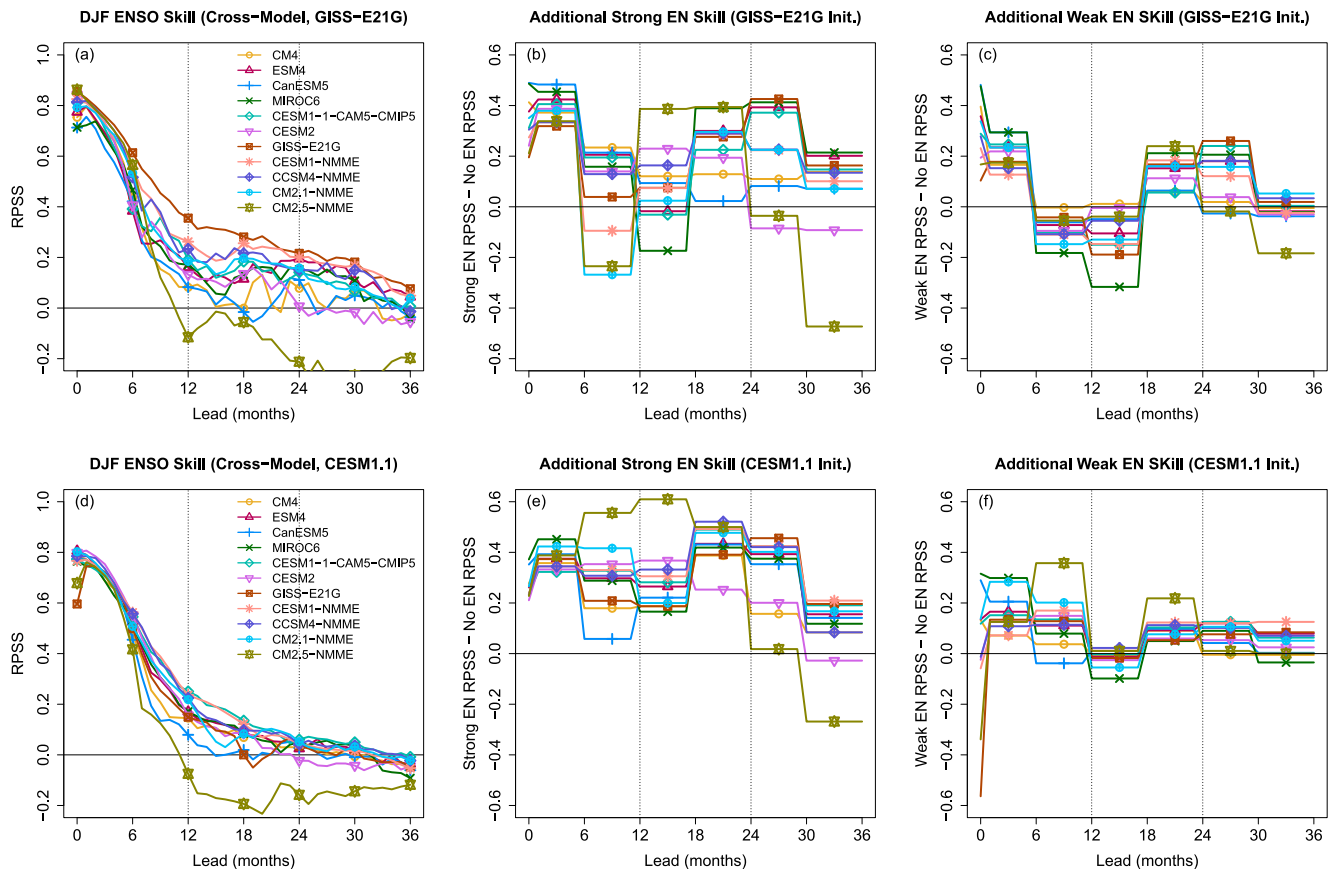 DJF ENSO Skill (Cross−Model, GISS−E21G)
(a)
CM4
ESM4
CanESM5
MIROC6
CESM1−1−CAM5−CMIP5
CESM2
GISS−E21G
CESM1−NMME
CCSM4−NMME
CM2.1−NMME
CM2.5−NMME
RPSS
1.0
0.8
0.6
0.4
0.2
0.0
−0.2
0 6 12 18 24 30 36
Lead (months)
Additional Strong EN Skill (GISS−E21G Init.)
(b)
Strong EN RPSS − No EN RPSS
0.6
0.4
0.2
0.0
−0.2
−0.4
−0.6
0 6 12 18 24 30 36
Lead (months)
Additional Weak EN SKill (GISS−E21G Init.)
(c)
Weak EN RPSS − No EN RPSS
0.6
0.4
0.2
0.0
−0.2
−0.4
−0.6
0 6 12 18 24 30 36
Lead (months)
DJF ENSO Skill (Cross−Model, CESM1.1)
(d)
CM4
ESM4
CanESM5
MIROC6
CESM1−1−CAM5−CMIP5
CESM2
GISS−E21G
CESM1−NMME
CCSM4−NMME
CM2.1−NMME
CM2.5−NMME
RPSS
1.0
0.8
0.6
0.4
0.2
0.0
−0.2
0 6 12 18 24 30 36
Lead (months)
Additional Strong EN Skill (CESM1.1 Init.)
(e)
Strong EN RPSS − No EN RPSS
0.6
0.4
0.2
0.0
−0.2
−0.4
−0.6
0 6 12 18 24 30 36
Lead (months)
Additional Weak EN SKill (CESM1.1 Init.)
(f)
Weak EN RPSS − No EN RPSS
0.6
0.4
0.2
0.0
−0.2
−0.4
−0.6
0 6 12 18 24 30 36
Lead (months)